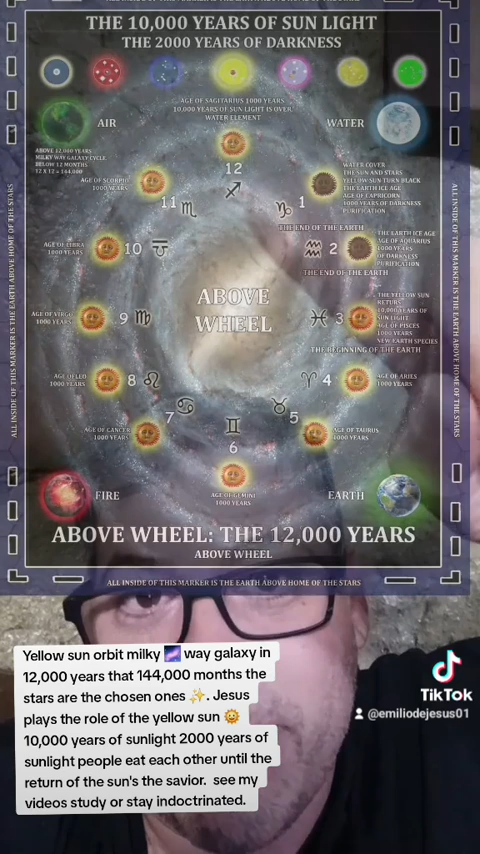 THE 10,000 YEARS OF SUN LIGHT
THE 2000 YEARS OF DARKNESS
AIR
WATER
AGE OF SAGITARIUS 1000 YEARS
10,000 YEARS OF SUN LIGHT IS OVER
WATER ELEMENT
ABOVE 12,000 YEARS
MILKY WAY GALAXY CYCLE
BELOW 12 MONTHS
12 X 12 = 144,000
12
AGE OF SCORPIO
1000 YEARS
11
1
WATER COVER
THE SUN AND STARS
YELLOW SUN TURN BLACK
THE EARTH ICE AGE
AGE OF CAPRICORN
1000 YEARS OF DARKNESS
PURIFICATION
THE END OF THE EARTH
AGE OF LIBRA
1000 YEARS
10
2
THE EARTH ICE AGE
AGE OF AQUARIUS
1000 YEARS
OF DARKNESS
PURIFICATION
THE END OF THE EARTH
ABOVE
WHEEL
AGE OF VIRGO
1000 YEARS
9
3
THE YELLOW SUN
RETURN
10,000 YEARS OF
SUN LIGHT
AGE OF PISCES
1000 YEARS
NEW EARTH SPECIES
THE BEGINNING OF THE EARTH
AGE OF LEO
1000 YEARS
8
4
AGE OF ARIES
1000 YEARS
AGE OF CANCER
1000 YEARS
7
5
AGE OF TAURUS
1000 YEARS
6
AGE OF GEMINI
1000 YEARS
FIRE
EARTH
ABOVE WHEEL: THE 12,000 YEARS
ABOVE WHEEL
ALL INSIDE OF THIS MARKER IS THE EARTH ABOVE HOME OF THE STARS
ALL INSIDE OF THIS MARKER IS THE EARTH ABOVE HOME OF THE STARS
ALL INSIDE OF THIS MARKER IS THE EARTH ABOVE HOME OF THE STARS
Yellow sun orbit milky 🌌 way galaxy in
12,000 years that 144,000 months the
stars are the chosen ones ✨. Jesus
plays the role of the yellow sun 🌞
10,000 years of sunlight 2000 years of
sunlight people eat each other until the
return of the sun's the savior. see my
videos study or stay indoctrinated.
TikTok
@emiliodejesus01